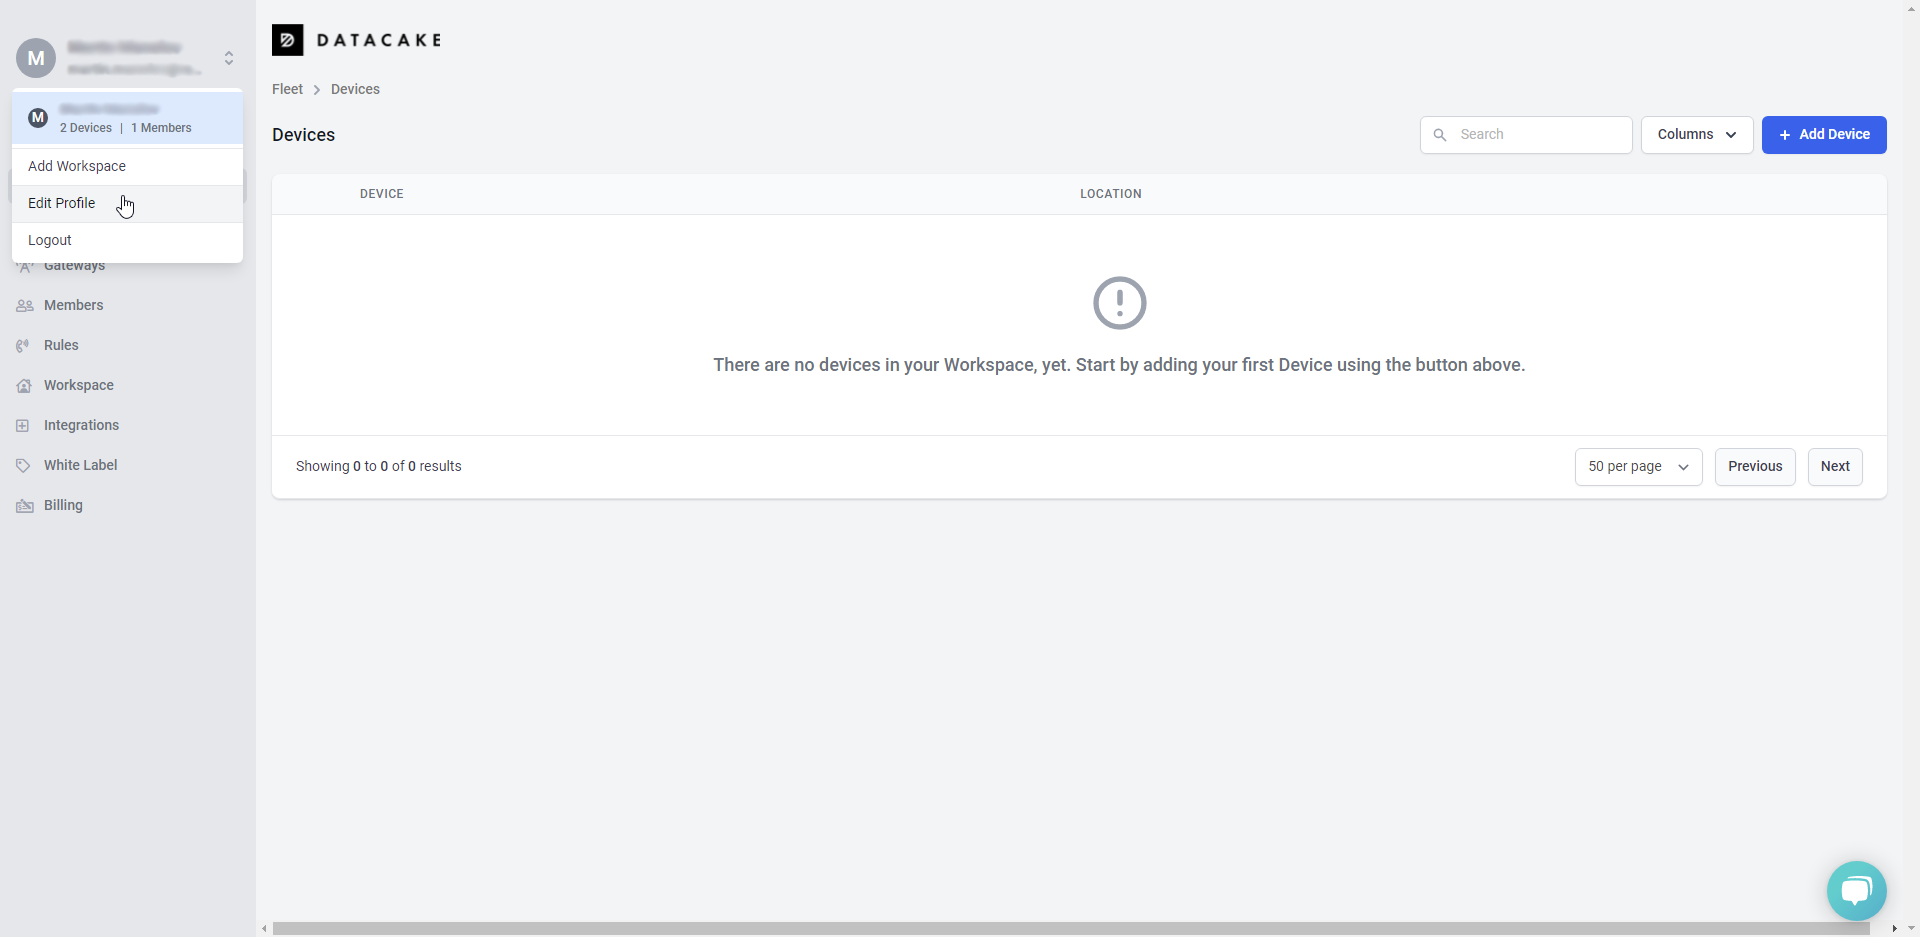 M
M
2 Devices | 1 Members
Add Workspace
Edit Profile
Logout
Gateways
Members
Rules
Workspace
Integrations
White Label
Billing
DATACAKE
Fleet > Devices
Devices
Search
Columns
+ Add Device
DEVICE LOCATION
There are no devices in your Workspace, yet. Start by adding your first Device using the button above.
Showing 0 to 0 of 0 results
50 per page
Previous
Next